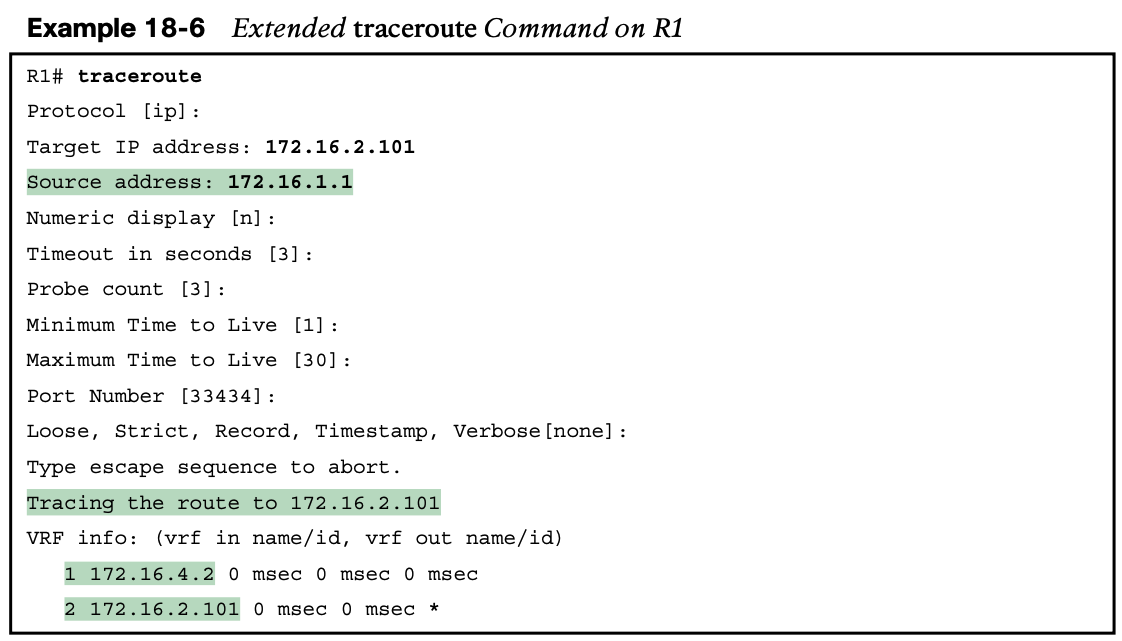 Example 18-6 Extended traceroute Command on R1
R1# traceroute
Protocol [ip]:
Target IP address: 172.16.2.101
Source address: 172.16.1.1
Numeric display [n]:
Timeout in seconds [3]:
Probe count [3]:
Minimum Time to Live [1]:
Maximum Time to Live [30]:
Port Number [33434]:
Loose, Strict, Record, Timestamp, Verbose[none]:
Type escape sequence to abort.
Tracing the route to 172.16.2.101
VRF info: (vrf in name/id, vrf out name/id)
1 172.16.4.2 0 msec 0 msec 0 msec
2 172.16.2.101 0 msec 0 msec *